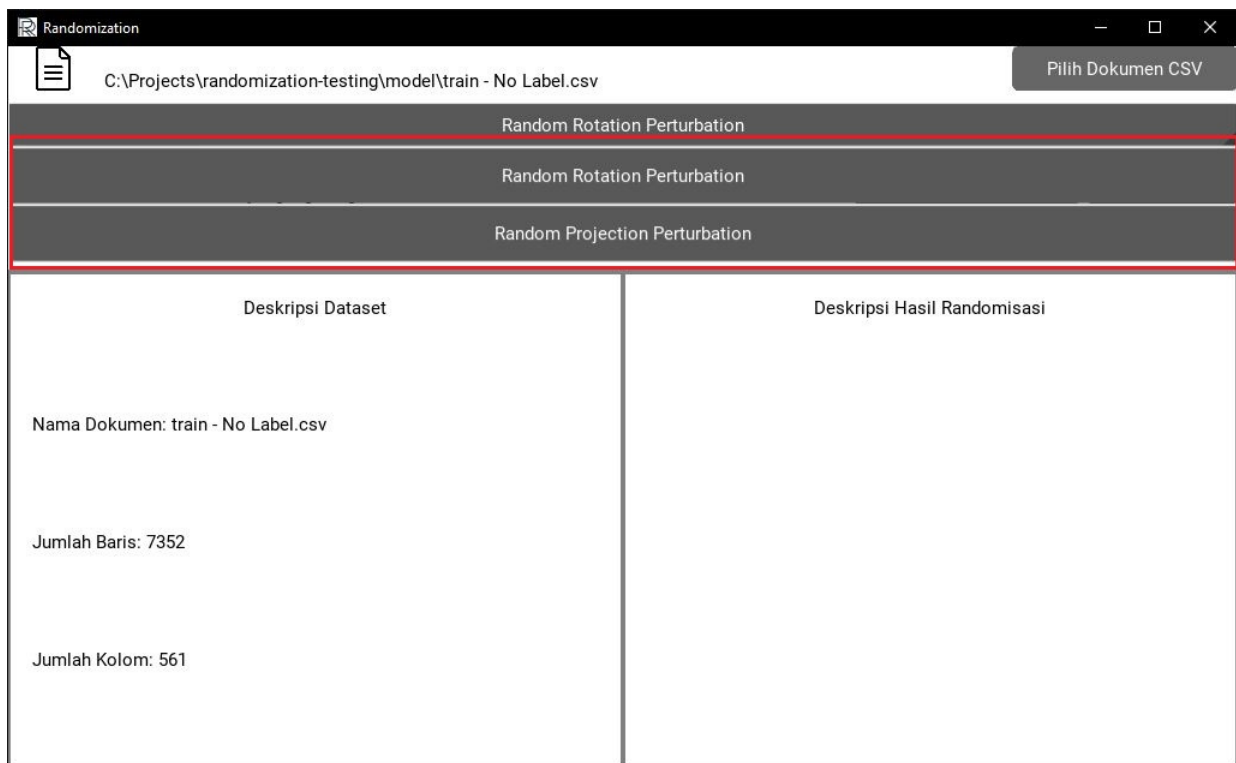 Randomization
C:\Projects\randomization-testing\model\train - No Label.csv
Pilih Dokumen CSV
Random Rotation Perturbation
Random Rotation Perturbation
Random Projection Perturbation
Deskripsi Dataset
Deskripsi Hasil Randomisasi
Nama Dokumen: train - No Label.csv
Jumlah Baris: 7352
Jumlah Kolom: 561